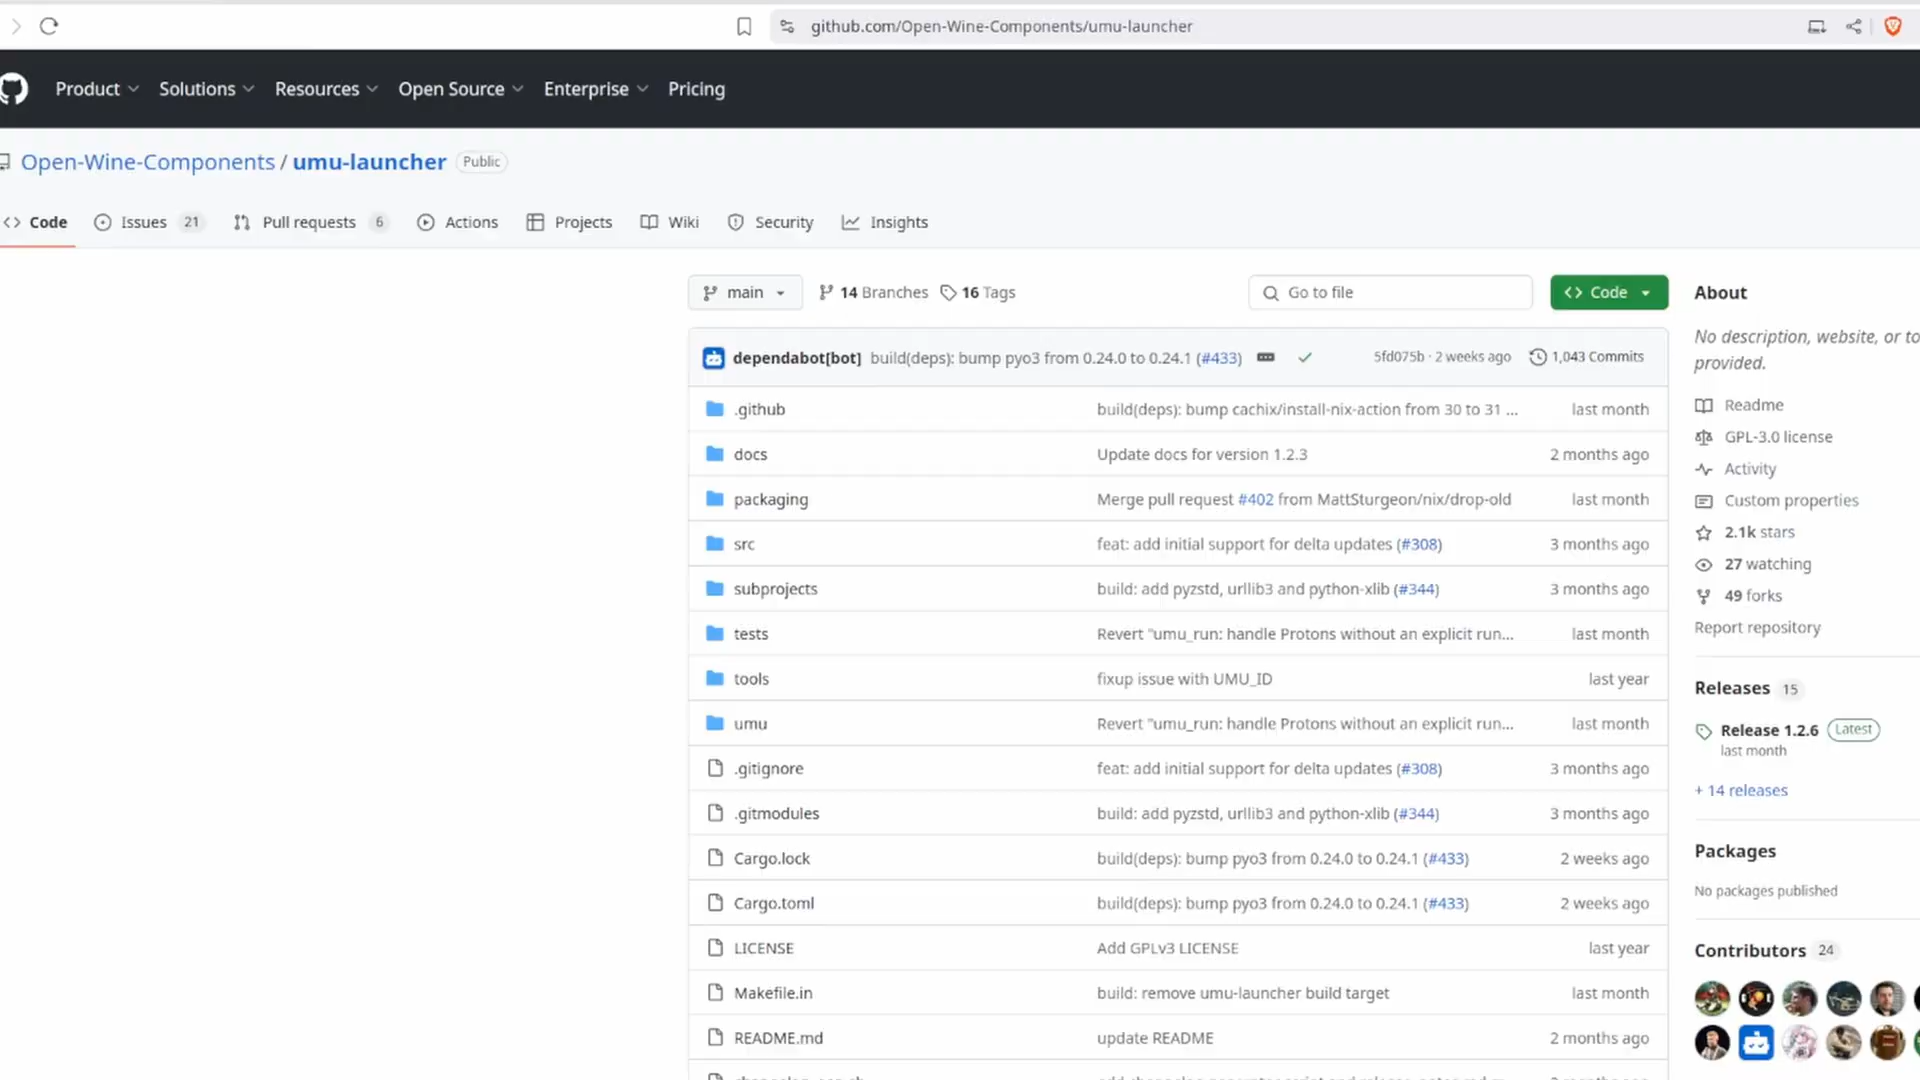 github.com/Open-Wine-Components/umu-launcher
Product Solutions Resources Open Source Enterprise Pricing
Open-Wine-Components / umu-launcher Public
Code Issues 21 Pull requests 6 Actions Projects Wiki Security Insights
main 14 Branches 16 Tags Go to file Code
dependabot[bot] build(deps): bump pyo3 from 0.24.0 to 0.24.1 (#433) 5fd075b · 2 weeks ago 1,043 Commits
.github build(deps): bump cachix/install-nix-action from 30 to 31 ... last month
docs Update docs for version 1.2.3 2 months ago
packaging Merge pull request #402 from MattSturgeon/nix/drop-old last month
src feat: add initial support for delta updates (#308) 3 months ago
subprojects build: add pyzstd, urllib3 and python-xlib (#344) 3 months ago
tests Revert "umu_run: handle Protons without an explicit run... last month
tools fixup issue with UMU_ID last year
umu Revert "umu_run: handle Protons without an explicit run... last month
.gitignore feat: add initial support for delta updates (#308) 3 months ago
.gitmodules build: add pyzstd, urllib3 and python-xlib (#344) 3 months ago
Cargo.lock build(deps): bump pyo3 from 0.24.0 to 0.24.1 (#433) 2 weeks ago
Cargo.toml build(deps): bump pyo3 from 0.24.0 to 0.24.1 (#433) 2 weeks ago
LICENSE Add GPLv3 LICENSE last year
Makefile.in build: remove umu-launcher build target last month
README.md update README 2 months ago
About
No description, website, or to
provided.
Readme
GPL-3.0 license
Activity
Custom properties
2.1k stars
27 watching
49 forks
Report repository
Releases 15
Release 1.2.6 Latest
last month
+ 14 releases
Packages
No packages published
Contributors 24